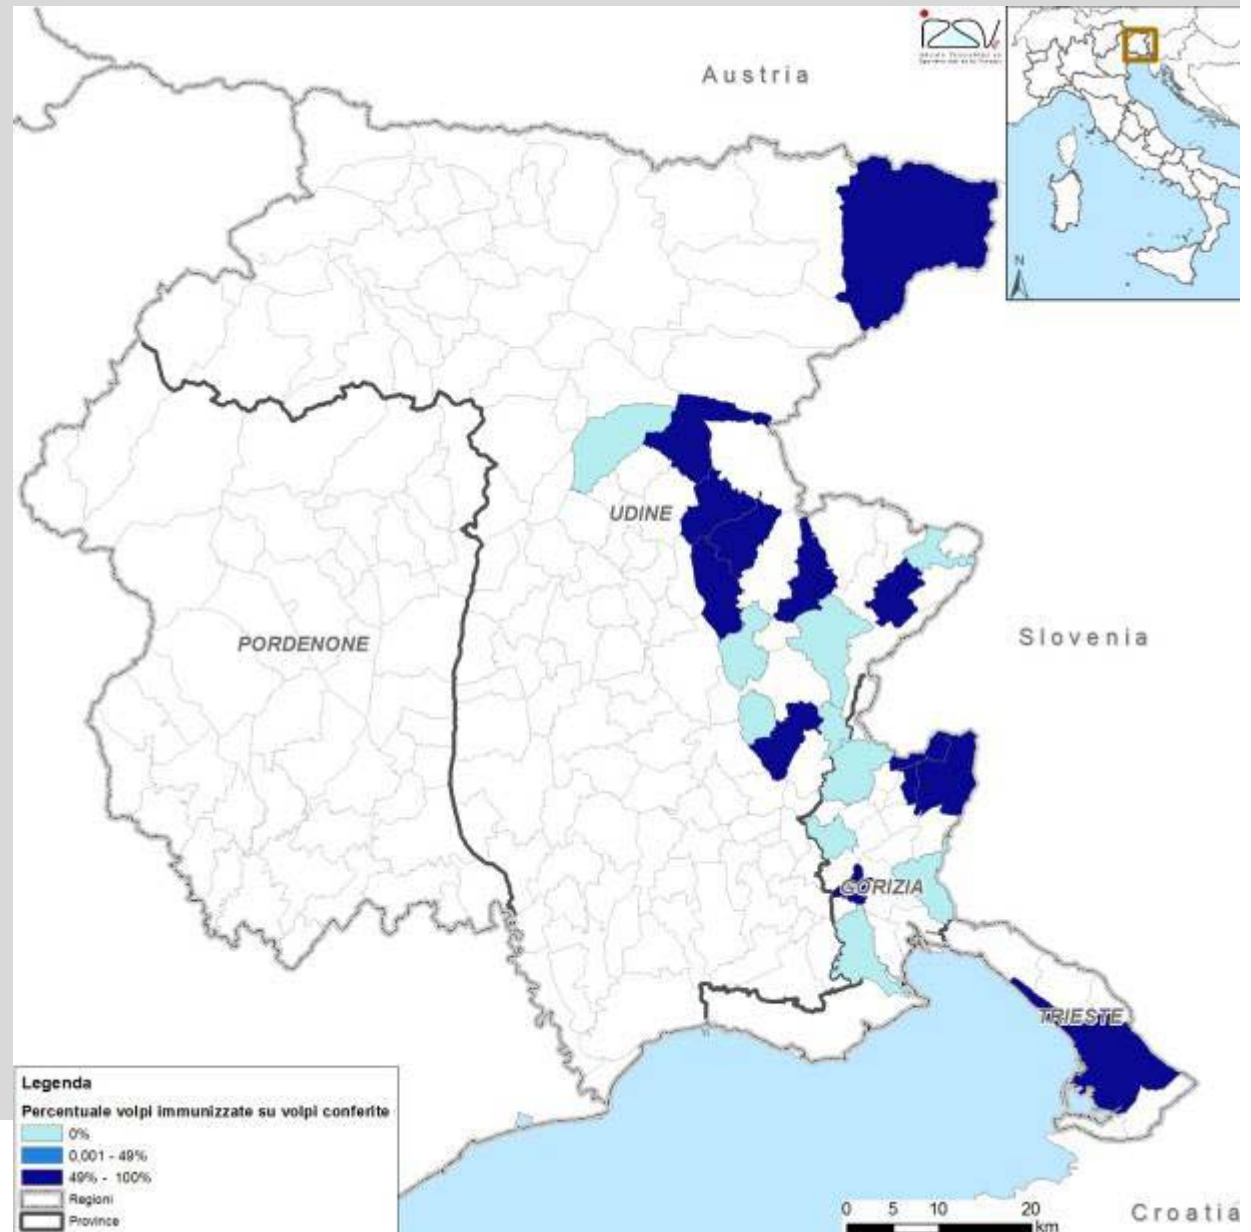 Austria
N
UDINE
PORDENONE
Slovenia
GORIZIA
TRIESTE
Legenda
Percentuale volpi immunizzate su volpi conferite
0%
0,001 - 49%
49% - 100%
Regioni
Province
0 5 10 20
km
Croatia